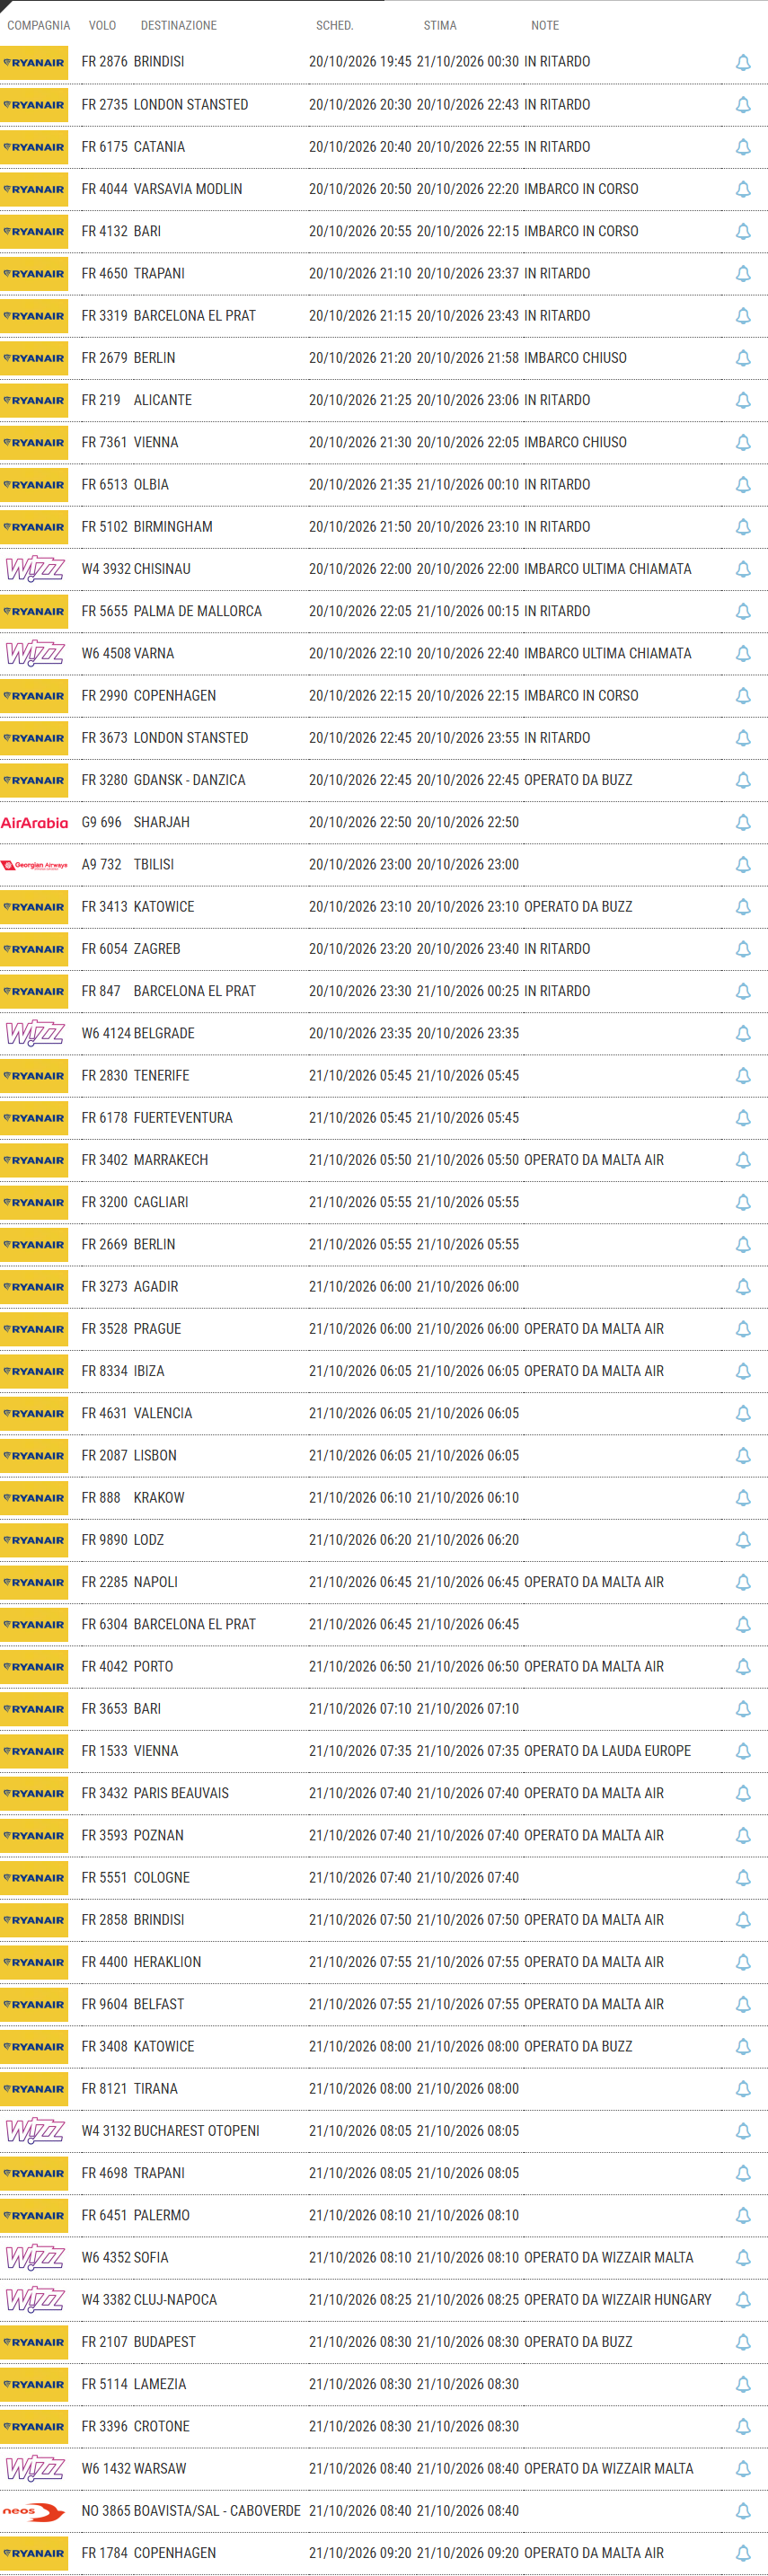 COMPAGNIA VOLO DESTINAZIONE SCHED. STIMA NOTE
RYANAIR FR 2876 BRINDISI 20/10/2026 19:45 21/10/2026 00:30 IN RITARDO
RYANAIR FR 2735 LONDON STANSTED 20/10/2026 20:30 20/10/2026 22:43 IN RITARDO
RYANAIR FR 6175 CATANIA 20/10/2026 20:40 20/10/2026 22:55 IN RITARDO
RYANAIR FR 4044 VARSAVIA MODLIN 20/10/2026 20:50 20/10/2026 22:20 IMBARCO IN CORSO
RYANAIR FR 4132 BARI 20/10/2026 20:55 20/10/2026 22:15 IMBARCO IN CORSO
RYANAIR FR 4650 TRAPANI 20/10/2026 21:10 20/10/2026 23:37 IN RITARDO
RYANAIR FR 3319 BARCELONA EL PRAT 20/10/2026 21:15 20/10/2026 23:43 IN RITARDO
RYANAIR FR 2679 BERLIN 20/10/2026 21:20 20/10/2026 21:58 IMBARCO CHIUSO
RYANAIR FR 219 ALICANTE 20/10/2026 21:25 20/10/2026 23:06 IN RITARDO
RYANAIR FR 7361 VIENNA 20/10/2026 21:30 20/10/2026 22:05 IMBARCO CHIUSO
RYANAIR FR 6513 OLBIA 20/10/2026 21:35 21/10/2026 00:10 IN RITARDO
RYANAIR FR 5102 BIRMINGHAM 20/10/2026 21:50 20/10/2026 23:10 IN RITARDO
WIZZ W4 3932 CHISINAU 20/10/2026 22:00 20/10/2026 22:00 IMBARCO ULTIMA CHIAMATA
RYANAIR FR 5655 PALMA DE MALLORCA 20/10/2026 22:05 21/10/2026 00:15 IN RITARDO
WIZZ W6 4508 VARNA 20/10/2026 22:10 20/10/2026 22:40 IMBARCO ULTIMA CHIAMATA
RYANAIR FR 2990 COPENHAGEN 20/10/2026 22:15 20/10/2026 22:15 IMBARCO IN CORSO
RYANAIR FR 3673 LONDON STANSTED 20/10/2026 22:45 20/10/2026 23:55 IN RITARDO
RYANAIR FR 3280 GDANSK - DANZICA 20/10/2026 22:45 20/10/2026 22:45 OPERATO DA BUZZ
AirArabia G9 696 SHARJAH 20/10/2026 22:50 20/10/2026 22:50
Georgian Airways A9 732 TBILISI 20/10/2026 23:00 20/10/2026 23:00
RYANAIR FR 3413 KATOWICE 20/10/2026 23:10 20/10/2026 23:10 OPERATO DA BUZZ
RYANAIR FR 6054 ZAGREB 20/10/2026 23:20 20/10/2026 23:40 IN RITARDO
RYANAIR FR 847 BARCELONA EL PRAT 20/10/2026 23:30 21/10/2026 00:25 IN RITARDO
WIZZ W6 4124 BELGRADE 20/10/2026 23:35 20/10/2026 23:35
RYANAIR FR 2830 TENERIFE 21/10/2026 05:45 21/10/2026 05:45
RYANAIR FR 6178 FUERTEVENTURA 21/10/2026 05:45 21/10/2026 05:45
RYANAIR FR 3402 MARRAKECH 21/10/2026 05:50 21/10/2026 05:50 OPERATO DA MALTA AIR
RYANAIR FR 3200 CAGLIARI 21/10/2026 05:55 21/10/2026 05:55
RYANAIR FR 2669 BERLIN 21/10/2026 05:55 21/10/2026 05:55
RYANAIR FR 3273 AGADIR 21/10/2026 06:00 21/10/2026 06:00
RYANAIR FR 3528 PRAGUE 21/10/2026 06:00 21/10/2026 06:00 OPERATO DA MALTA AIR
RYANAIR FR 8334 IBIZA 21/10/2026 06:05 21/10/2026 06:05 OPERATO DA MALTA AIR
RYANAIR FR 4631 VALENCIA 21/10/2026 06:05 21/10/2026 06:05
RYANAIR FR 2087 LISBON 21/10/2026 06:05 21/10/2026 06:05
RYANAIR FR 888 KRAKOW 21/10/2026 06:10 21/10/2026 06:10
RYANAIR FR 9890 LODZ 21/10/2026 06:20 21/10/2026 06:20
RYANAIR FR 2285 NAPOLI 21/10/2026 06:45 21/10/2026 06:45 OPERATO DA MALTA AIR
RYANAIR FR 6304 BARCELONA EL PRAT 21/10/2026 06:45 21/10/2026 06:45
RYANAIR FR 4042 PORTO 21/10/2026 06:50 21/10/2026 06:50 OPERATO DA MALTA AIR
RYANAIR FR 3653 BARI 21/10/2026 07:10 21/10/2026 07:10
RYANAIR FR 1533 VIENNA 21/10/2026 07:35 21/10/2026 07:35 OPERATO DA LAUDA EUROPE
RYANAIR FR 3432 PARIS BEAUVAIS 21/10/2026 07:40 21/10/2026 07:40 OPERATO DA MALTA AIR
RYANAIR FR 3593 POZNAN 21/10/2026 07:40 21/10/2026 07:40 OPERATO DA MALTA AIR
RYANAIR FR 5551 COLOGNE 21/10/2026 07:40 21/10/2026 07:40
RYANAIR FR 2858 BRINDISI 21/10/2026 07:50 21/10/2026 07:50 OPERATO DA MALTA AIR
RYANAIR FR 4400 HERAKLION 21/10/2026 07:55 21/10/2026 07:55 OPERATO DA MALTA AIR
RYANAIR FR 9604 BELFAST 21/10/2026 07:55 21/10/2026 07:55 OPERATO DA MALTA AIR
RYANAIR FR 3408 KATOWICE 21/10/2026 08:00 21/10/2026 08:00 OPERATO DA BUZZ
RYANAIR FR 8121 TIRANA 21/10/2026 08:00 21/10/2026 08:00
WIZZ W4 3132 BUCHAREST OTOPENI 21/10/2026 08:05 21/10/2026 08:05
RYANAIR FR 4698 TRAPANI 21/10/2026 08:05 21/10/2026 08:05
RYANAIR FR 6451 PALERMO 21/10/2026 08:10 21/10/2026 08:10
WIZZ W6 4352 SOFIA 21/10/2026 08:10 21/10/2026 08:10 OPERATO DA WIZZAIR MALTA
WIZZ W4 3382 CLUJ-NAPOCA 21/10/2026 08:25 21/10/2026 08:25 OPERATO DA WIZZAIR HUNGARY
RYANAIR FR 2107 BUDAPEST 21/10/2026 08:30 21/10/2026 08:30 OPERATO DA BUZZ
RYANAIR FR 5114 LAMEZIA 21/10/2026 08:30 21/10/2026 08:30
RYANAIR FR 3396 CROTONE 21/10/2026 08:30 21/10/2026 08:30
WIZZ W6 1432 WARSAW 21/10/2026 08:40 21/10/2026 08:40 OPERATO DA WIZZAIR MALTA
neos NO 3865 BOAVISTA/SAL - CABOVERDE 21/10/2026 08:40 21/10/2026 08:40
RYANAIR FR 1784 COPENHAGEN 21/10/2026 09:20 21/10/2026 09:20 OPERATO DA MALTA AIR